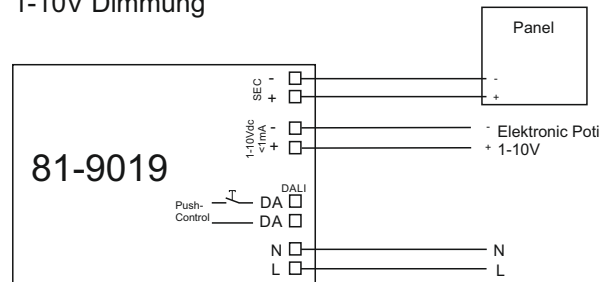 1-10V Dimmung
Panel
SEC
-
+
-
+
1-10Vdc
<1mA
-
+
- Elektronic Poti
+ 1-10V
81-9019
DALI
Push-
Control
DA
DA
N
N
L
L